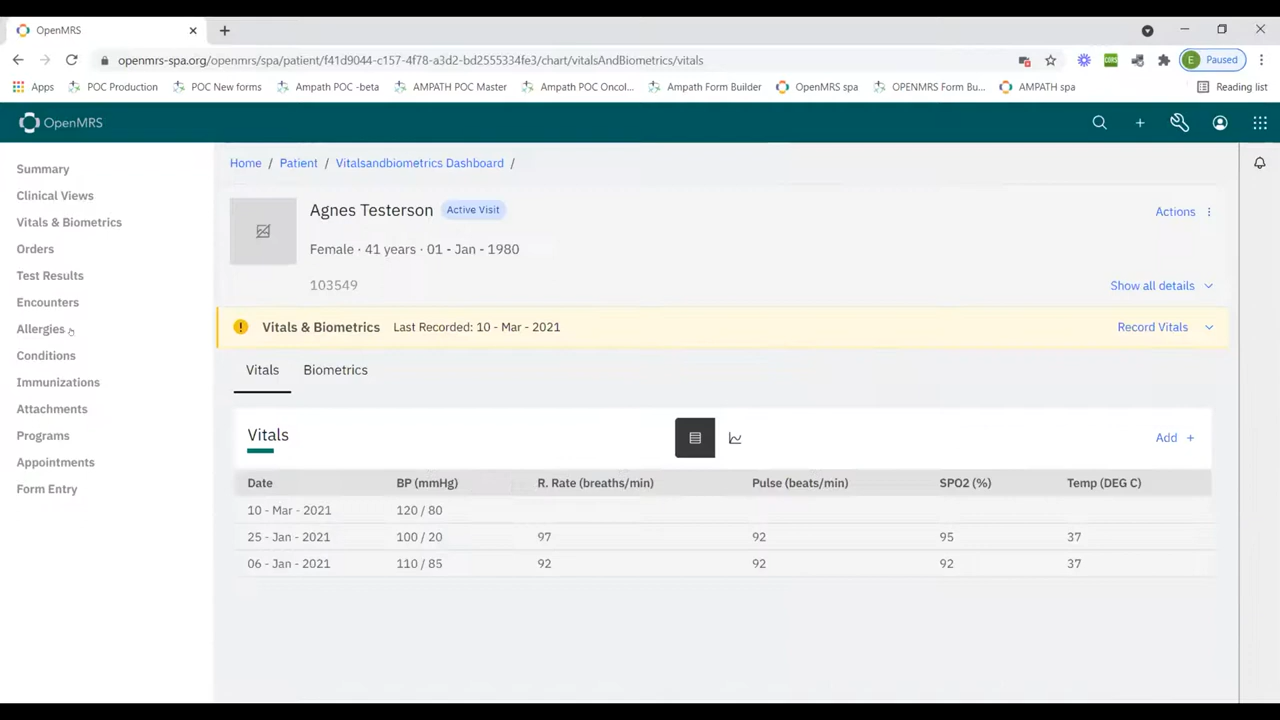 OpenMRS
openmrs-spa.org/openmrs/spa/patient/f41d9044-c157-4f78-a3d2-bd2555334fe3/chart/vitalsAndBiometrics/vitals
CORS
E Paused
Apps POC Production POC New forms Ampath POC -beta AMPATH POC Master Ampath POC Oncol... Ampath Form Builder OpenMRS spa OPENMRS Form Bu... AMPATH spa Reading list
OpenMRS
Summary
Clinical Views
Vitals & Biometrics
Orders
Test Results
Encounters
Allergies
Conditions
Immunizations
Attachments
Programs
Appointments
Form Entry
Home / Patient / Vitalsandbiometrics Dashboard /
Agnes Testerson Active Visit
Actions
Female · 41 years · 01 - Jan - 1980
103549
Show all details
Vitals & Biometrics Last Recorded: 10 - Mar - 2021 Record Vitals
Vitals Biometrics
Vitals
Add +
Date BP (mmHg) R. Rate (breaths/min) Pulse (beats/min) SPO2 (%) Temp (DEG C)
10 - Mar - 2021 120 / 80
25 - Jan - 2021 100 / 20 97 92 95 37
06 - Jan - 2021 110 / 85 92 92 92 37